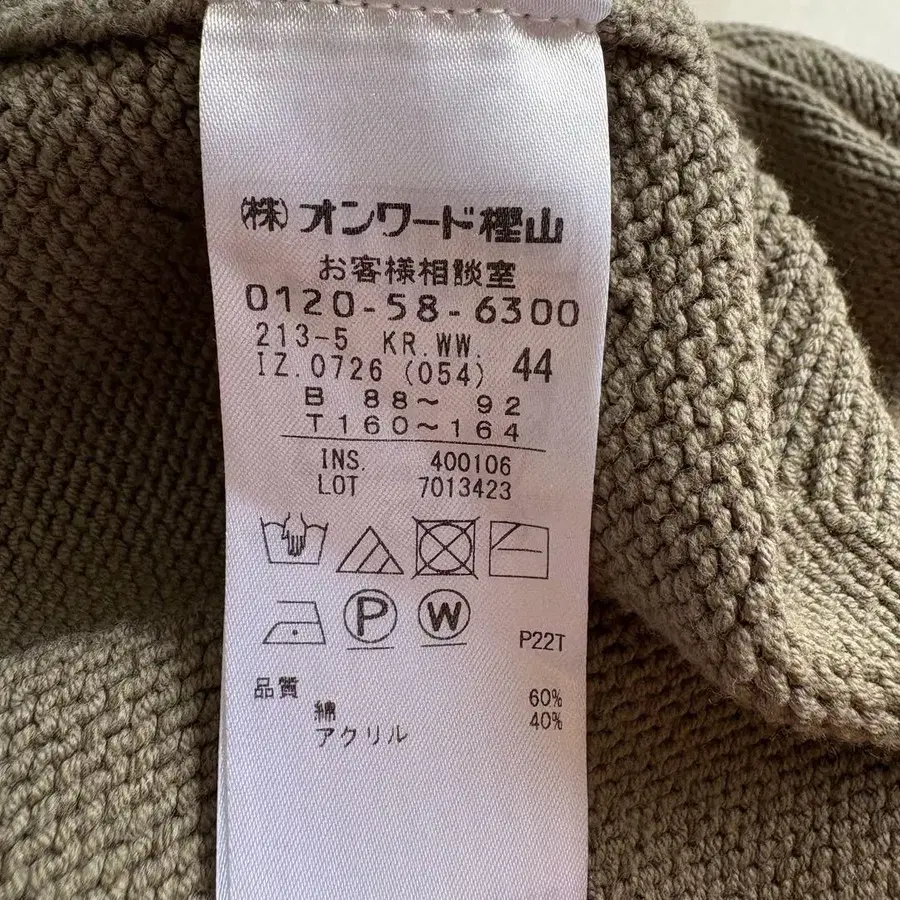 ㈱オンワード樫山
お客様相談室
0120-58-6300
213-5 KR.WW.
IZ.0726 (054) 44
B 88～ 92
T160～164
INS. 400106
LOT 7013423
P W
P22T
品質
綿 60%
アクリル 40%